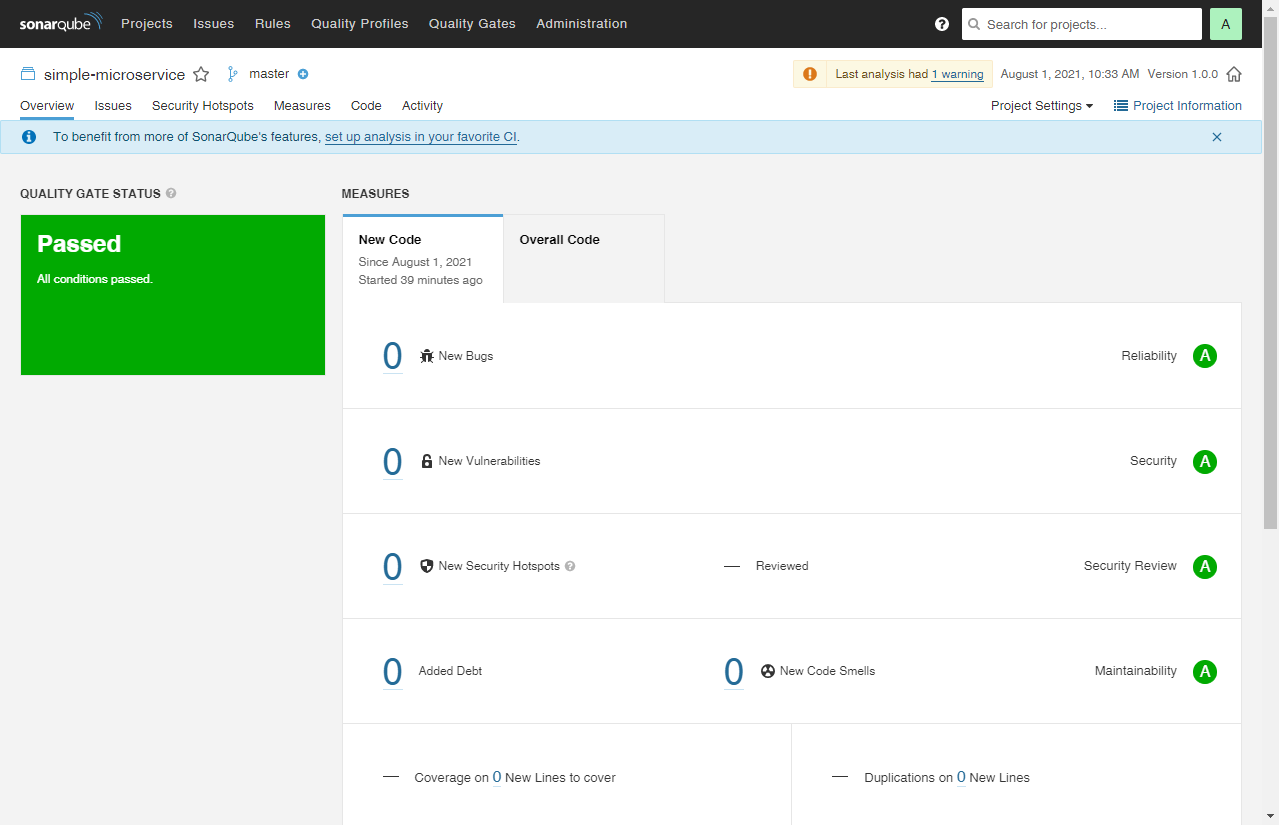 sonarqube Projects Issues Rules Quality Profiles Quality Gates Administration ? Search for projects... A
simple-microservice master Last analysis had 1 warning August 1, 2021, 10:33 AM Version 1.0.0
Overview Issues Security Hotspots Measures Code Activity Project Settings Project Information
To benefit from more of SonarQube's features, set up analysis in your favorite CI.
QUALITY GATE STATUS ? MEASURES
Passed
All conditions passed.
New Code
Since August 1, 2021
Started 39 minutes ago
Overall Code
0 New Bugs Reliability A
0 New Vulnerabilities Security A
0 New Security Hotspots ? — Reviewed Security Review A
0 Added Debt 0 New Code Smells Maintainability A
— Coverage on 0 New Lines to cover — Duplications on 0 New Lines